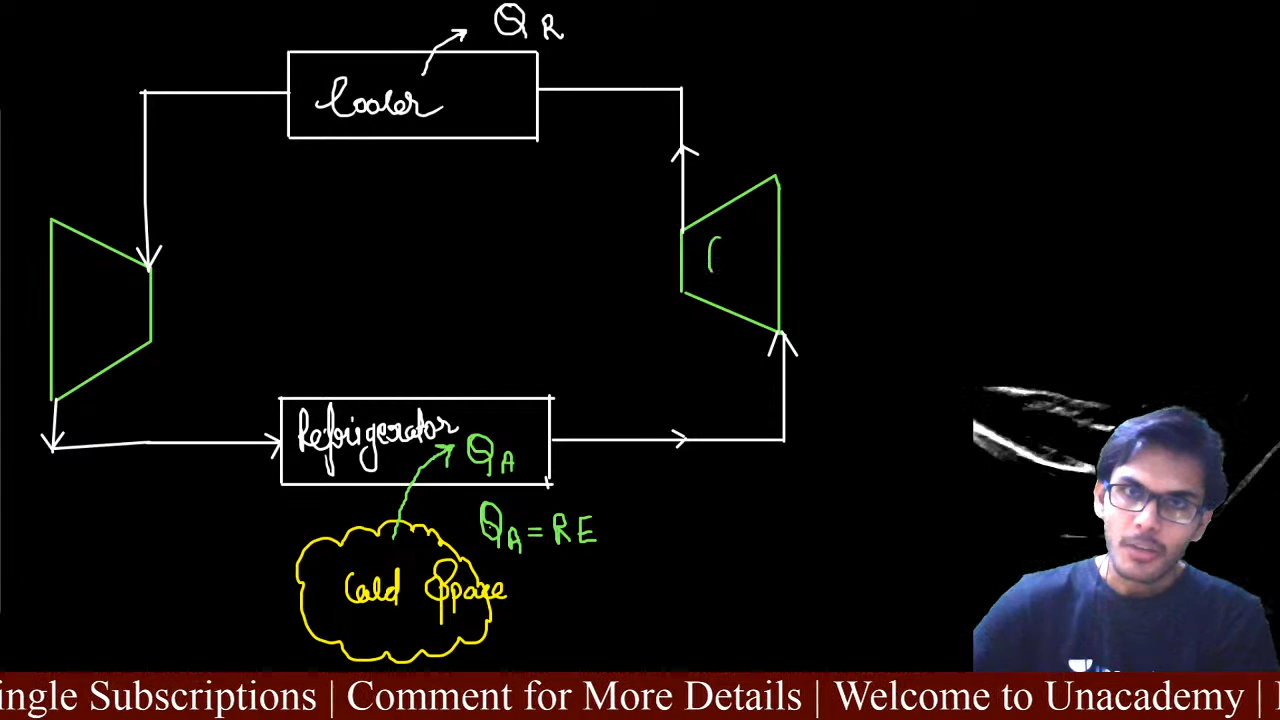 Q R
Cooler
(
Refrigerator
Q A
Q A = R E
Cold Space
ingle Subscriptions | Comment for More Details | Welcome to Unacademy |